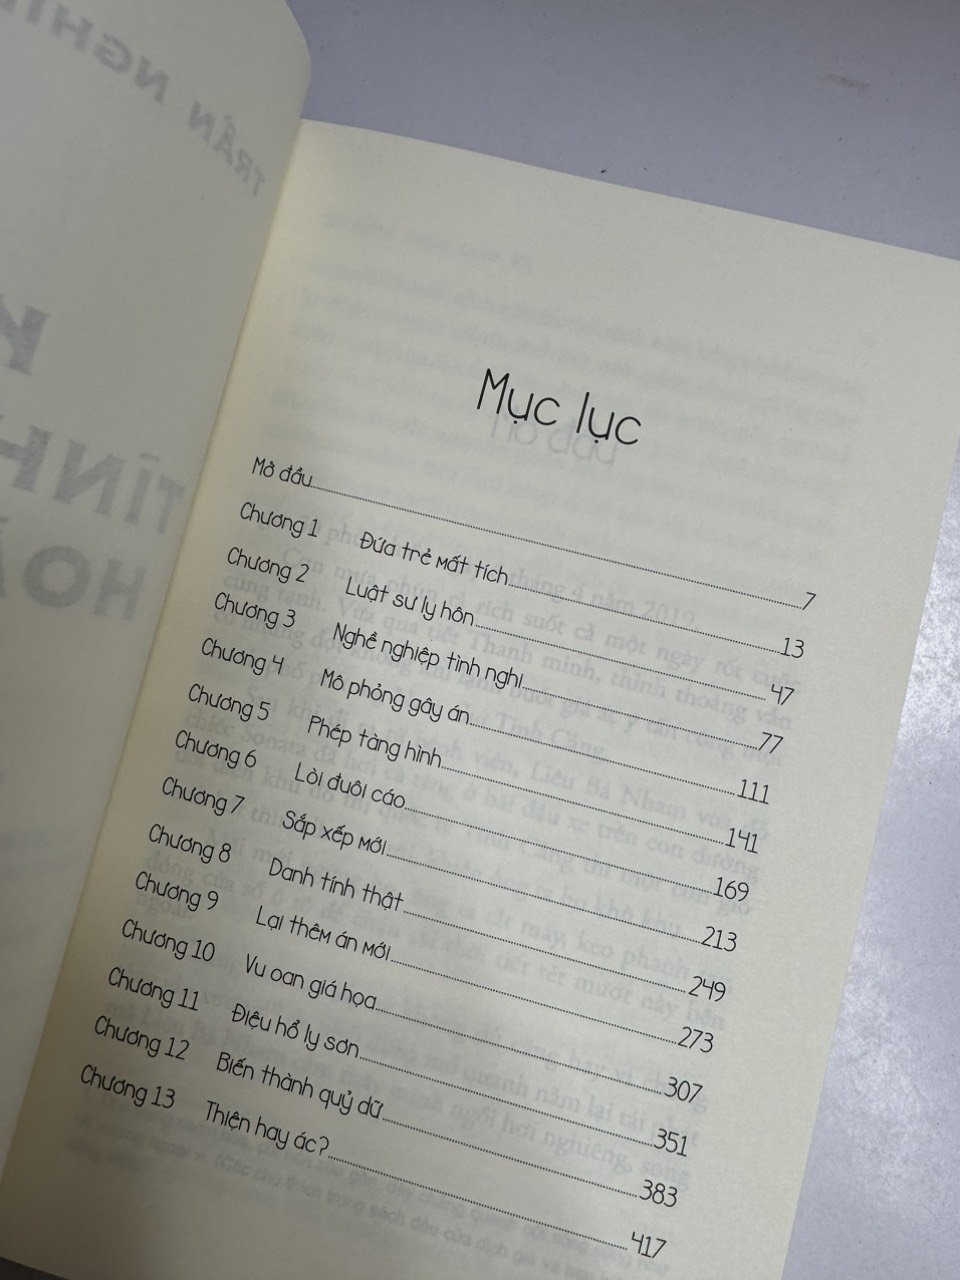 Mục lục
Mở đầu 7
Chương 1 Đứa trẻ mất tích 13
Chương 2 Luật sư ly hôn 47
Chương 3 Nghề nghiệp tình nghi 77
Chương 4 Mô phỏng gây án 111
Chương 5 Phép tàng hình 141
Chương 6 Lòi đuôi cáo 169
Chương 7 Sắp xếp mới 213
Chương 8 Danh tính thật 249
Chương 9 Lại thêm án mới 273
Chương 10 Vu oan giá họa 307
Chương 11 Điệu hổ ly sơn 351
Chương 12 Biến thành quỷ dữ 383
Chương 13 Thiện hay ác? 417